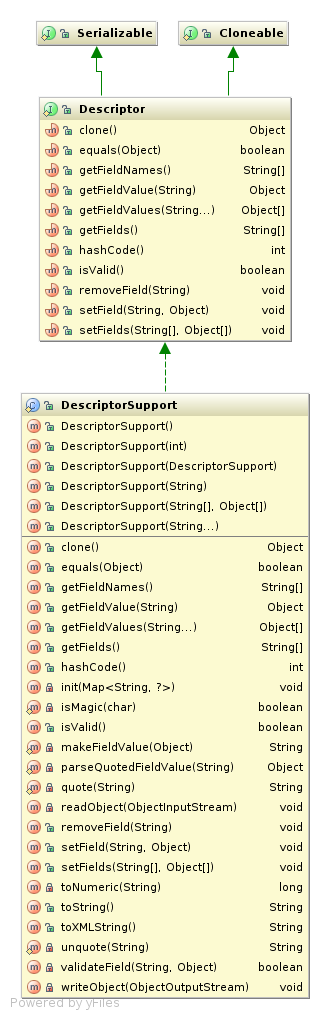 Serializable
Cloneable
Descriptor
clone() Object
equals(Object) boolean
getFieldNames() String[]
getFieldValue(String) Object
getFieldValues(String...) Object[]
getFields() String[]
hashCode() int
isValid() boolean
removeField(String) void
setField(String, Object) void
setFields(String[], Object[]) void
DescriptorSupport
DescriptorSupport()
DescriptorSupport(int)
DescriptorSupport(DescriptorSupport)
DescriptorSupport(String)
DescriptorSupport(String[], Object[])
DescriptorSupport(String...)
clone() Object
equals(Object) boolean
getFieldNames() String[]
getFieldValue(String) Object
getFieldValues(String...) Object[]
getFields() String[]
hashCode() int
init(Map<String, ?>) void
isMagic(char) boolean
isValid() boolean
makeFieldValue(Object) String
parseQuotedFieldValue(String) Object
quote(String) String
readObject(ObjectInputStream) void
removeField(String) void
setField(String, Object) void
setFields(String[], Object[]) void
toNumeric(String) long
toString() String
toXMLString() String
unquote(String) String
validateField(String, Object) boolean
writeObject(ObjectOutputStream) void
Powered by yFiles